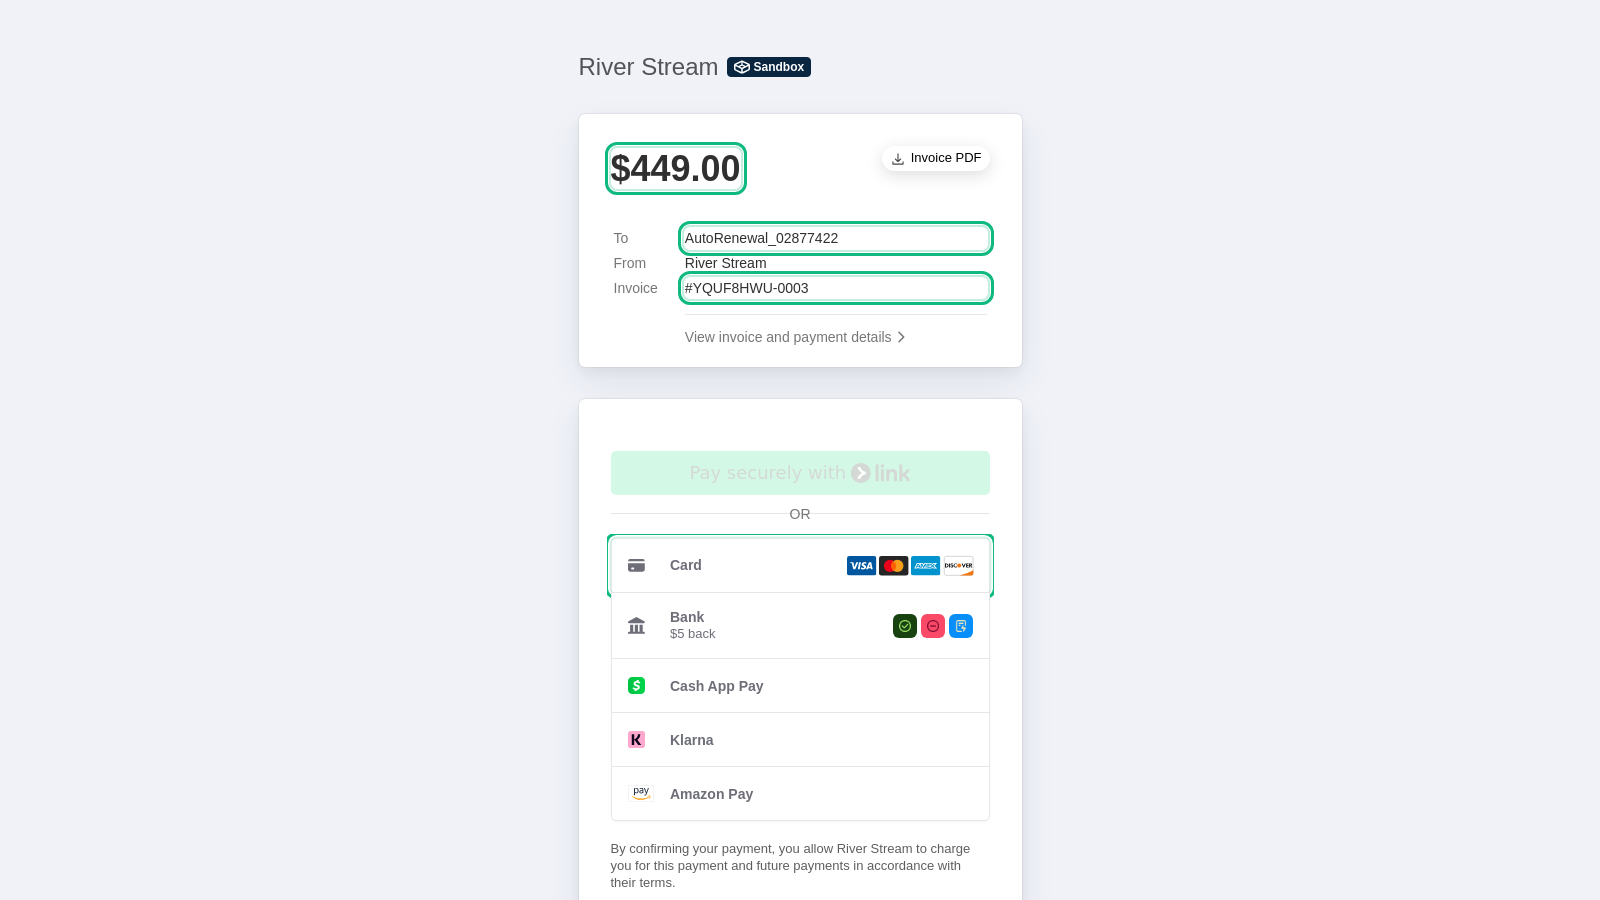 River Stream Sandbox
$449.00
Invoice PDF
To AutoRenewal_02877422
From River Stream
Invoice #YQUF8HWU-0003
View invoice and payment details
Pay securely with link
OR
Card VISA AMEX DISCOVER
Bank
$5 back
Cash App Pay
Klarna
pay Amazon Pay
By confirming your payment, you allow River Stream to charge
you for this payment and future payments in accordance with
their terms.